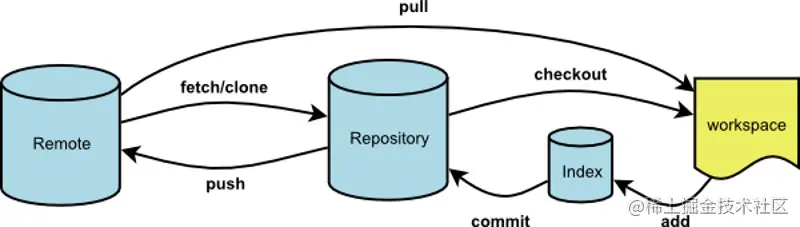 pull
fetch/clone
checkout
Remote
Repository
workspace
Index
push
commit
add
@稀土掘金技术社区